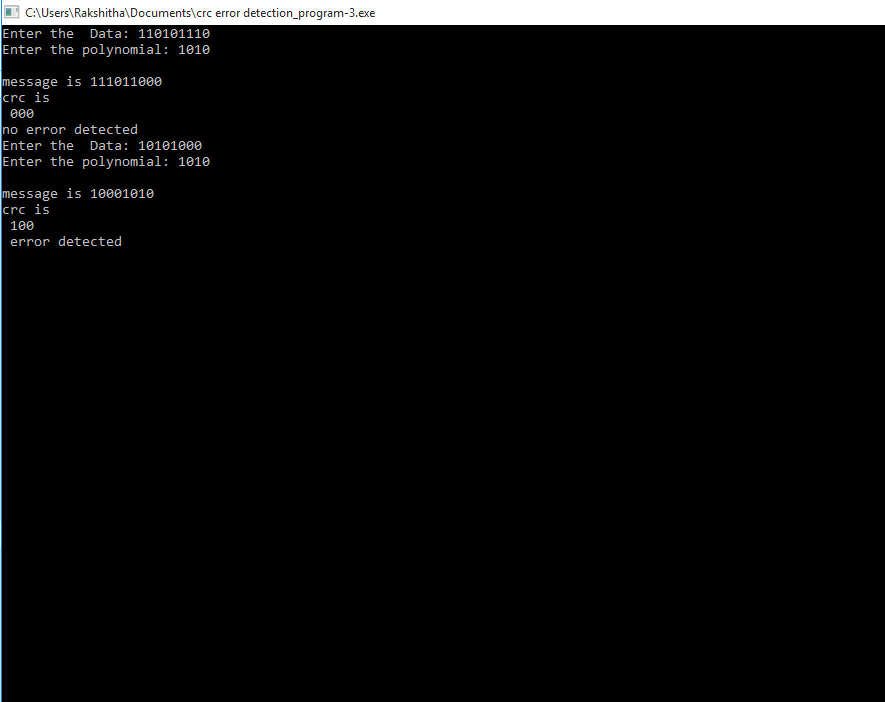 C:\Users\Rakshitha\Documents\crc error detection_program-3.exe
Enter the  Data: 110101110
Enter the polynomial: 1010
message is 111011000
crc is
 000
no error detected
Enter the  Data: 10101000
Enter the polynomial: 1010
message is 10001010
crc is
 100
 error detected